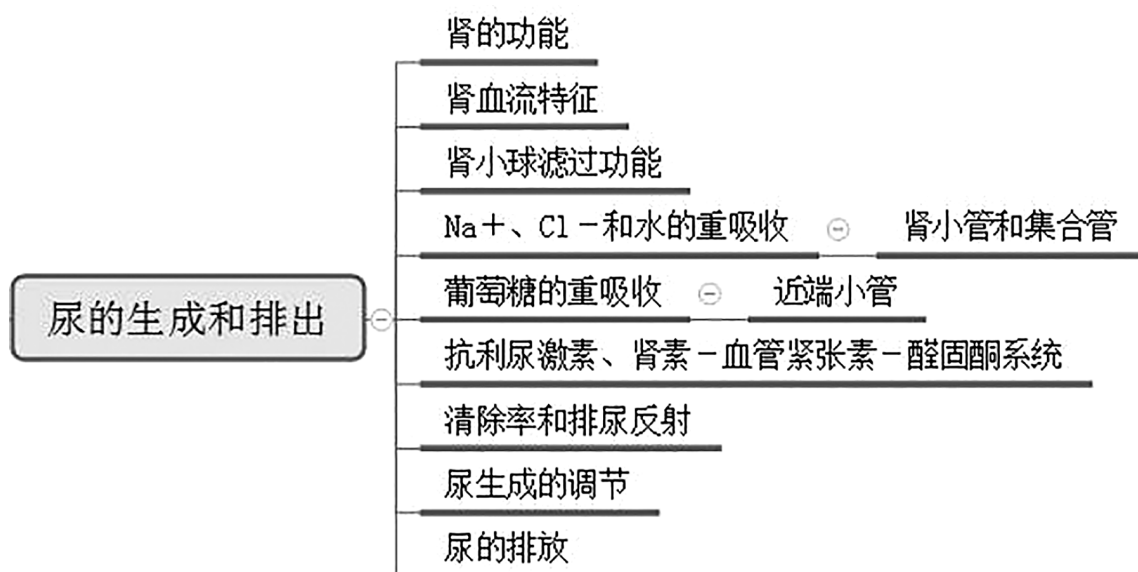 肾的功能
肾血流特征
肾小球滤过功能
Na＋、Cl－和水的重吸收 肾小管和集合管
葡萄糖的重吸收 近端小管
尿的生成和排出
抗利尿激素、肾素－血管紧张素－醛固酮系统
清除率和排尿反射
尿生成的调节
尿的排放